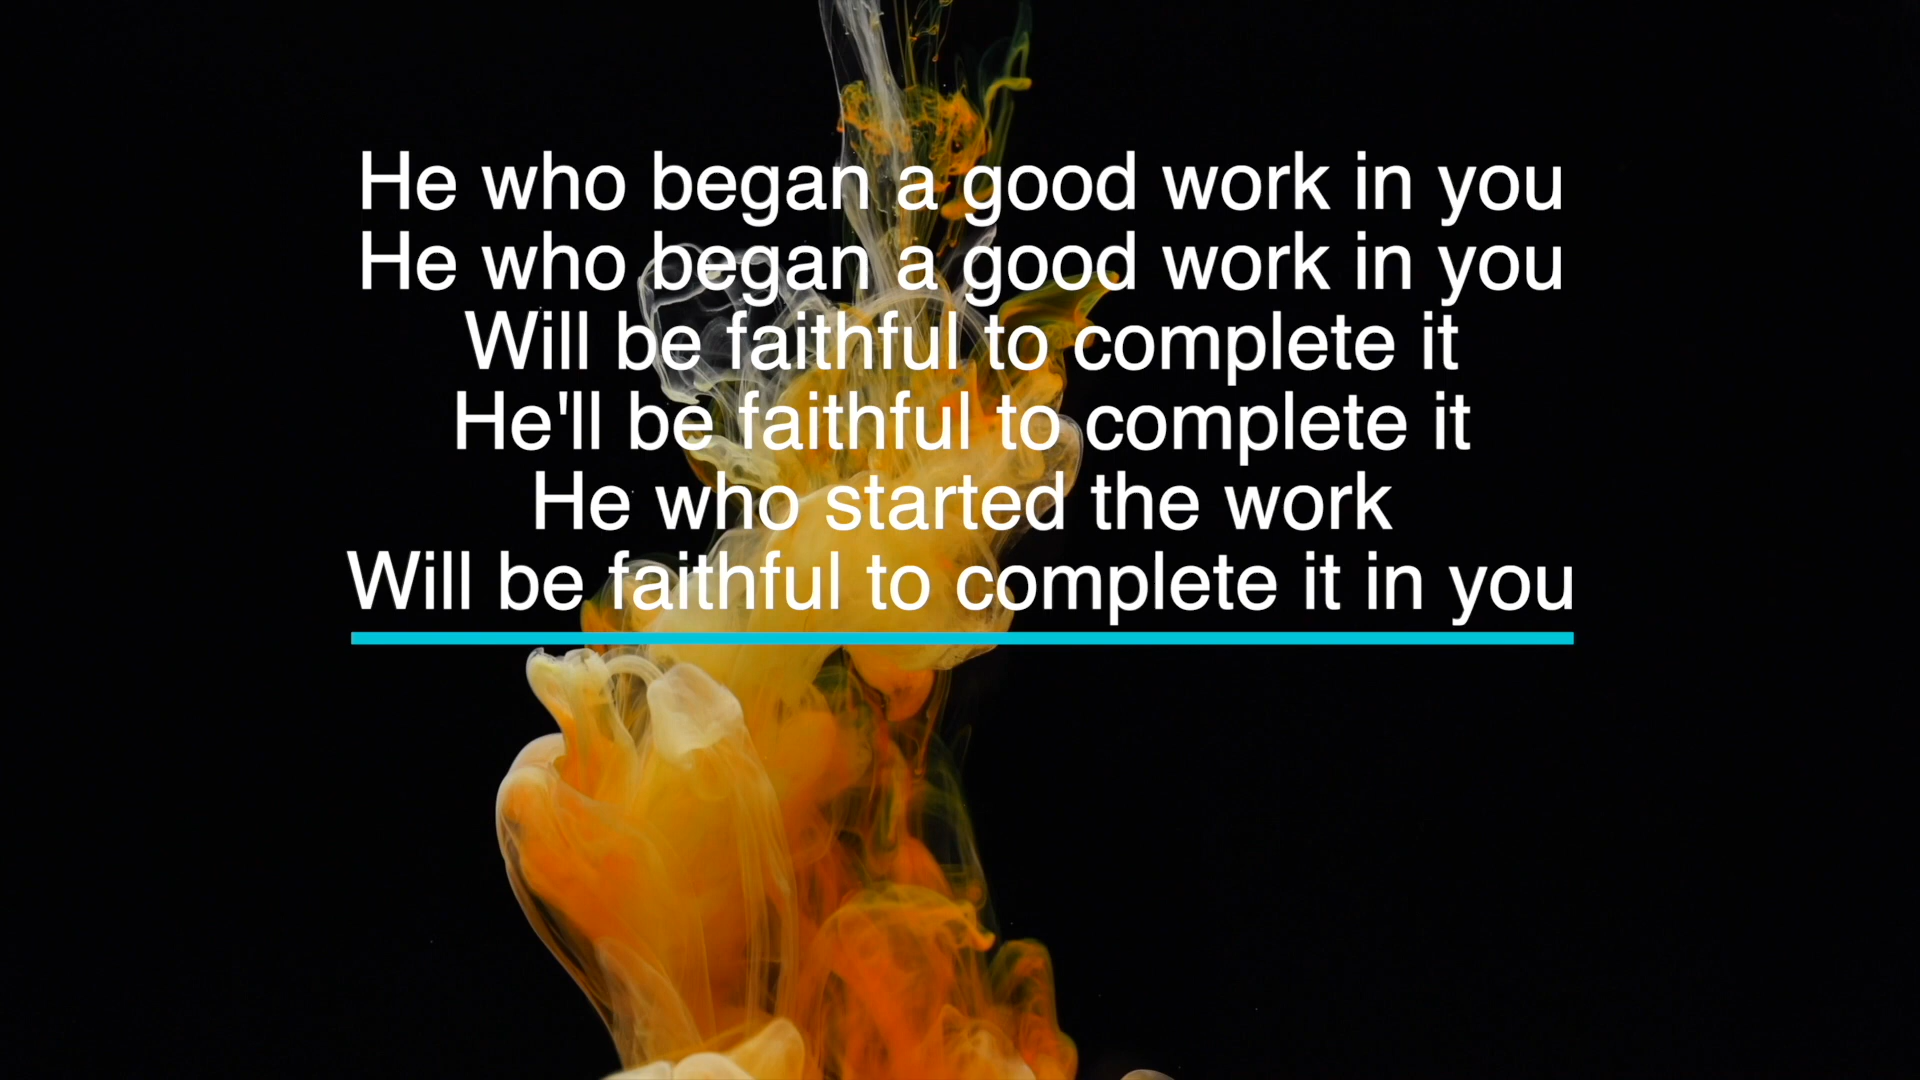 He who began a good work in you
He who began a good work in you
Will be faithful to complete it
He'll be faithful to complete it
He who started the work
Will be faithful to complete it in you